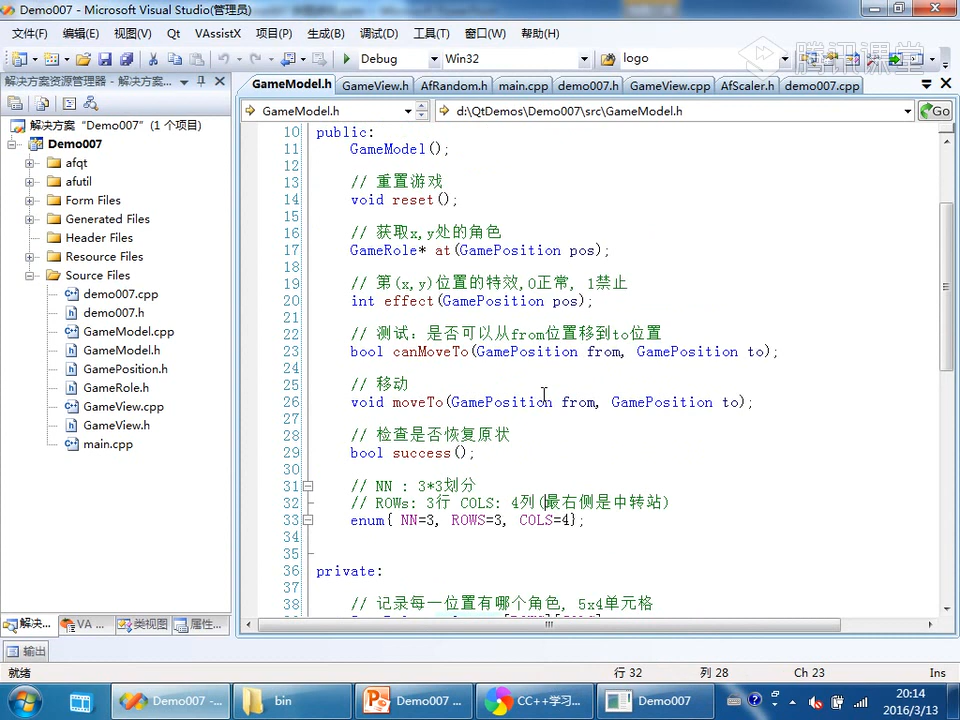 Demo007 - Microsoft Visual Studio(管理员)
文件(F) 编辑(E) 视图(V) Qt VAssistX 项目(P) 生成(B) 调试(D) 工具(T) 窗口(W) 帮助(H)
Debug Win32 logo
腾讯课堂
解决方案资源管理器 - 解决方案...
GameModel.h GameView.h AfRandom.h main.cpp demo007.h GameView.cpp AfScaler.h demo007.cpp
GameModel.h d:\QtDemos\Demo007\src\GameModel.h Go
解决方案 "Demo007" (1 个项目)
Demo007
afqt
afutil
Form Files
Generated Files
Header Files
Resource Files
Source Files
demo007.cpp
demo007.h
GameModel.cpp
GameModel.h
GamePosition.h
GameRole.h
GameView.cpp
GameView.h
main.cpp
10 public:
11 GameModel();
12
13 // 重置游戏
14 void reset();
15
16 // 获取x,y处的角色
17 GameRole* at(GamePosition pos);
18
19 // 第(x,y)位置的特效,0正常, 1禁止
20 int effect(GamePosition pos);
21
22 // 测试: 是否可以从from位置移到to位置
23 bool canMoveTo(GamePosition from, GamePosition to);
24
25 // 移动
26 void moveTo(GamePosition from, GamePosition to);
27
28 // 检查是否恢复原状
29 bool success();
30
31 // NN : 3*3划分
32 // ROWs: 3行 COLS: 4列(最右侧是中转站)
33 enum{ NN=3, ROWS=3, COLS=4};
34
35
36 private:
37
38 // 记录每一位置有哪个角色, 5x4单元格
解决... VA ... 类视图 属性...
输出
就绪 行 32 列 28 Ch 23 Ins
Demo007 -... bin Demo007 ... CC++学习... Demo007
20:14
2016/3/13